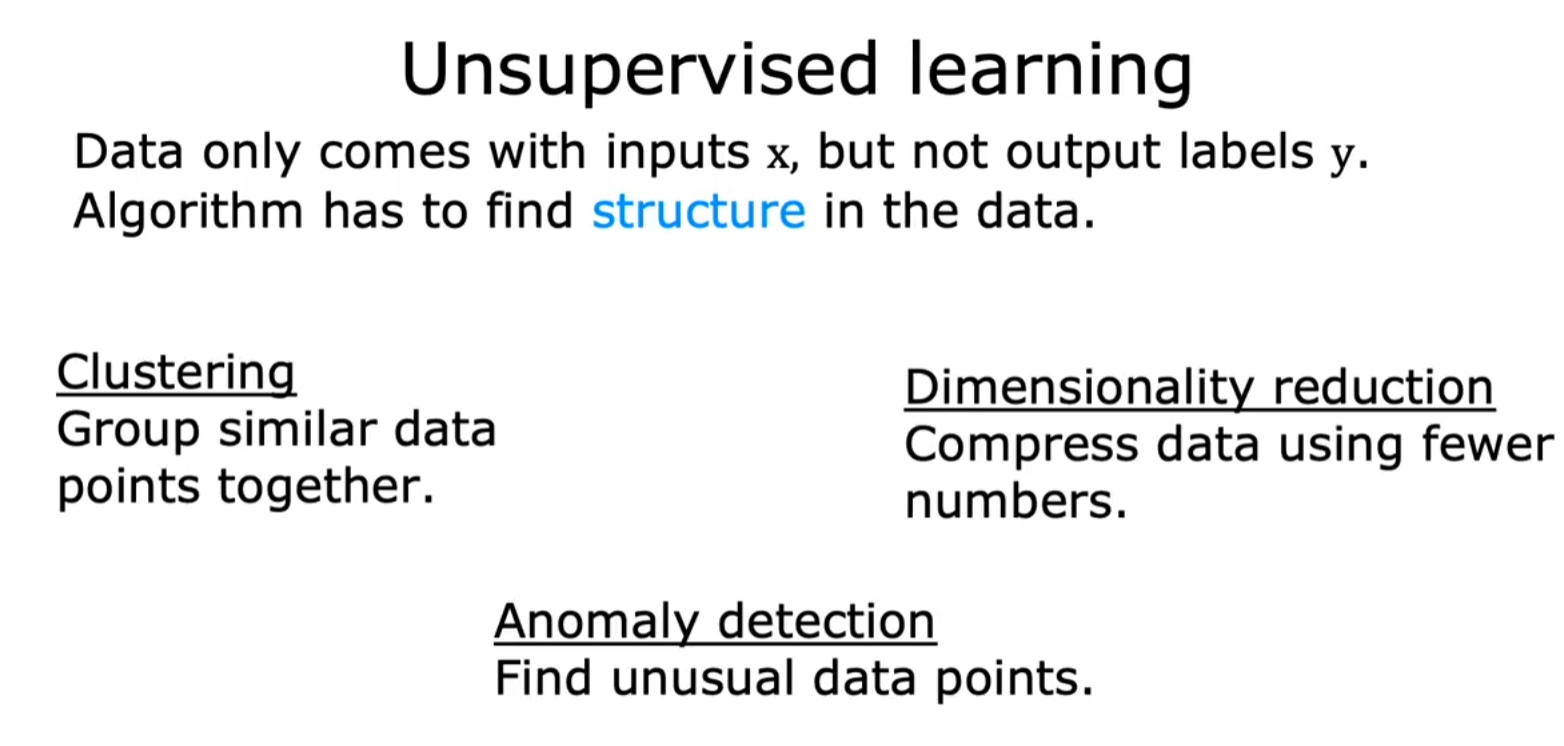 Unsupervised learning
Data only comes with inputs x, but not output labels y.
Algorithm has to find structure in the data.
Clustering
Group similar data
points together.
Dimensionality reduction
Compress data using fewer
numbers.
Anomaly detection
Find unusual data points.